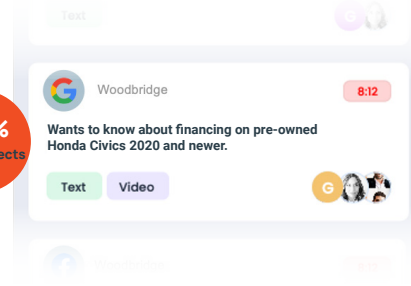 Text
G
Woodbridge
8:12
Wants to know about financing on pre-owned
Honda Civics 2020 and newer.
%
ects
Text
Video
G
Woodbridge